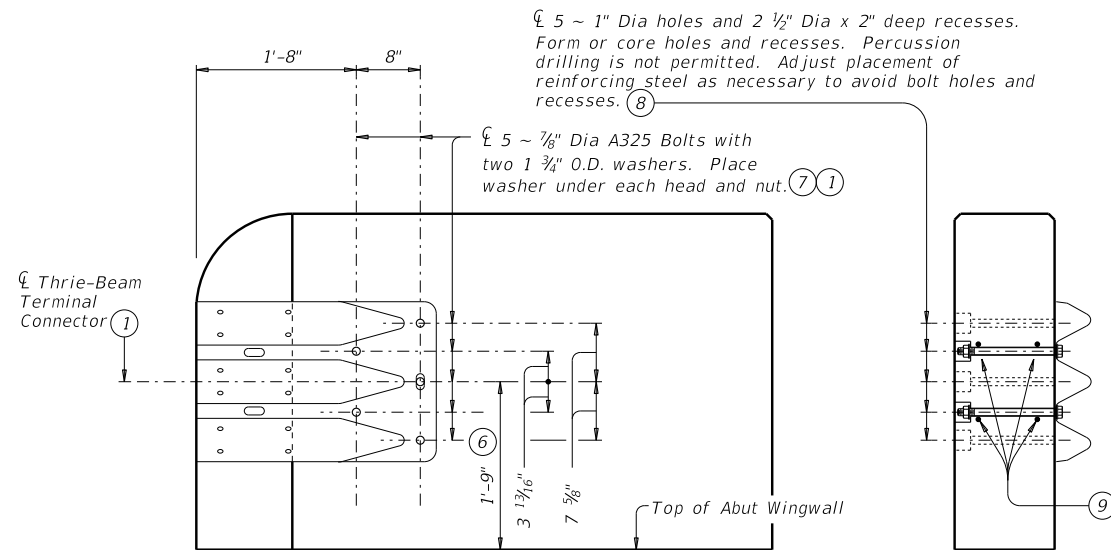 ℄ 5 ~ 1" Dia holes and 2 ½" Dia x 2" deep recesses.
Form or core holes and recesses. Percussion
drilling is not permitted. Adjust placement of
reinforcing steel as necessary to avoid bolt holes and
recesses. 8
1'-8"
8"
℄ 5 ~ ⅞" Dia A325 Bolts with
two 1 ¾" O.D. washers. Place
washer under each head and nut. 7 1
℄ Thrie-Beam
Terminal
Connector 1
6
1'-9"
3 13/16"
7 ⅝"
Top of Abut Wingwall
9